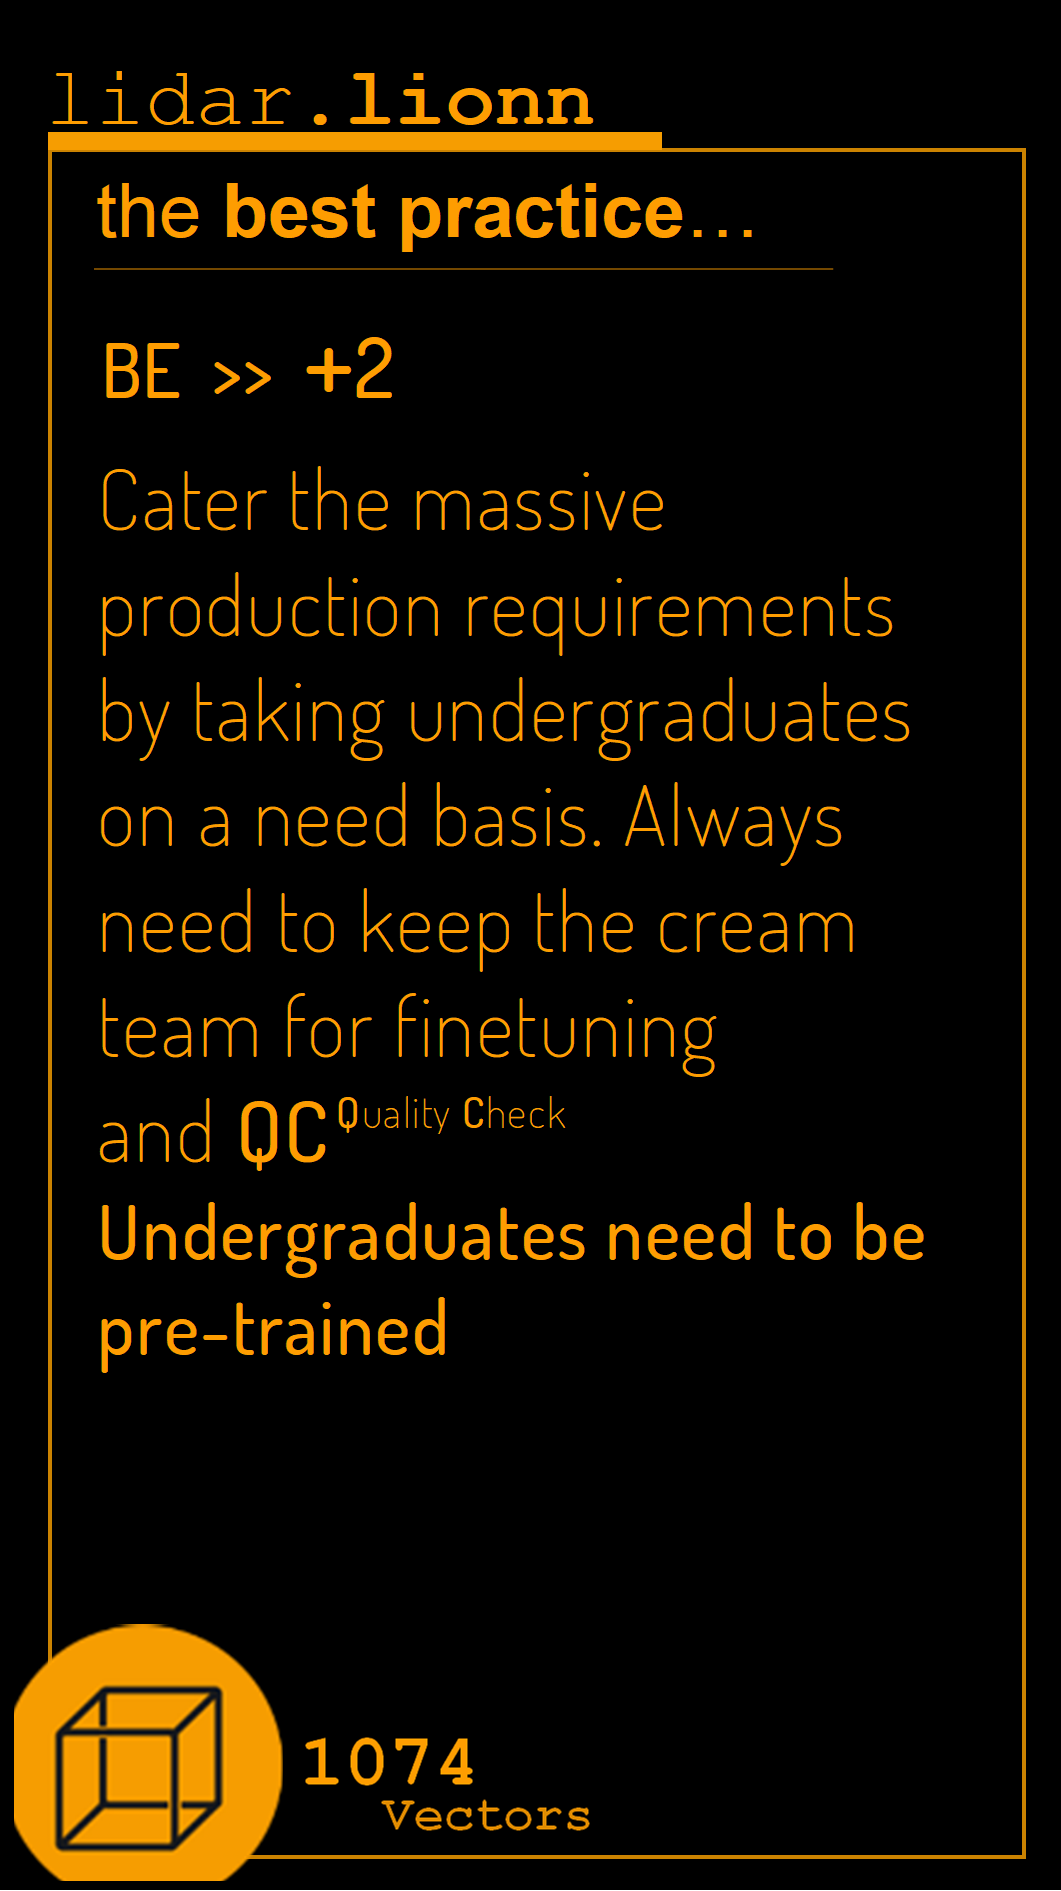 lidar.lionn
the best practice...
BE >> +2
Cater the massive
production requirements
by taking undergraduates
on a need basis. Always
need to keep the cream
team for finetuning
and QC Quality Check
Undergraduates need to be
pre-trained
1074
Vectors